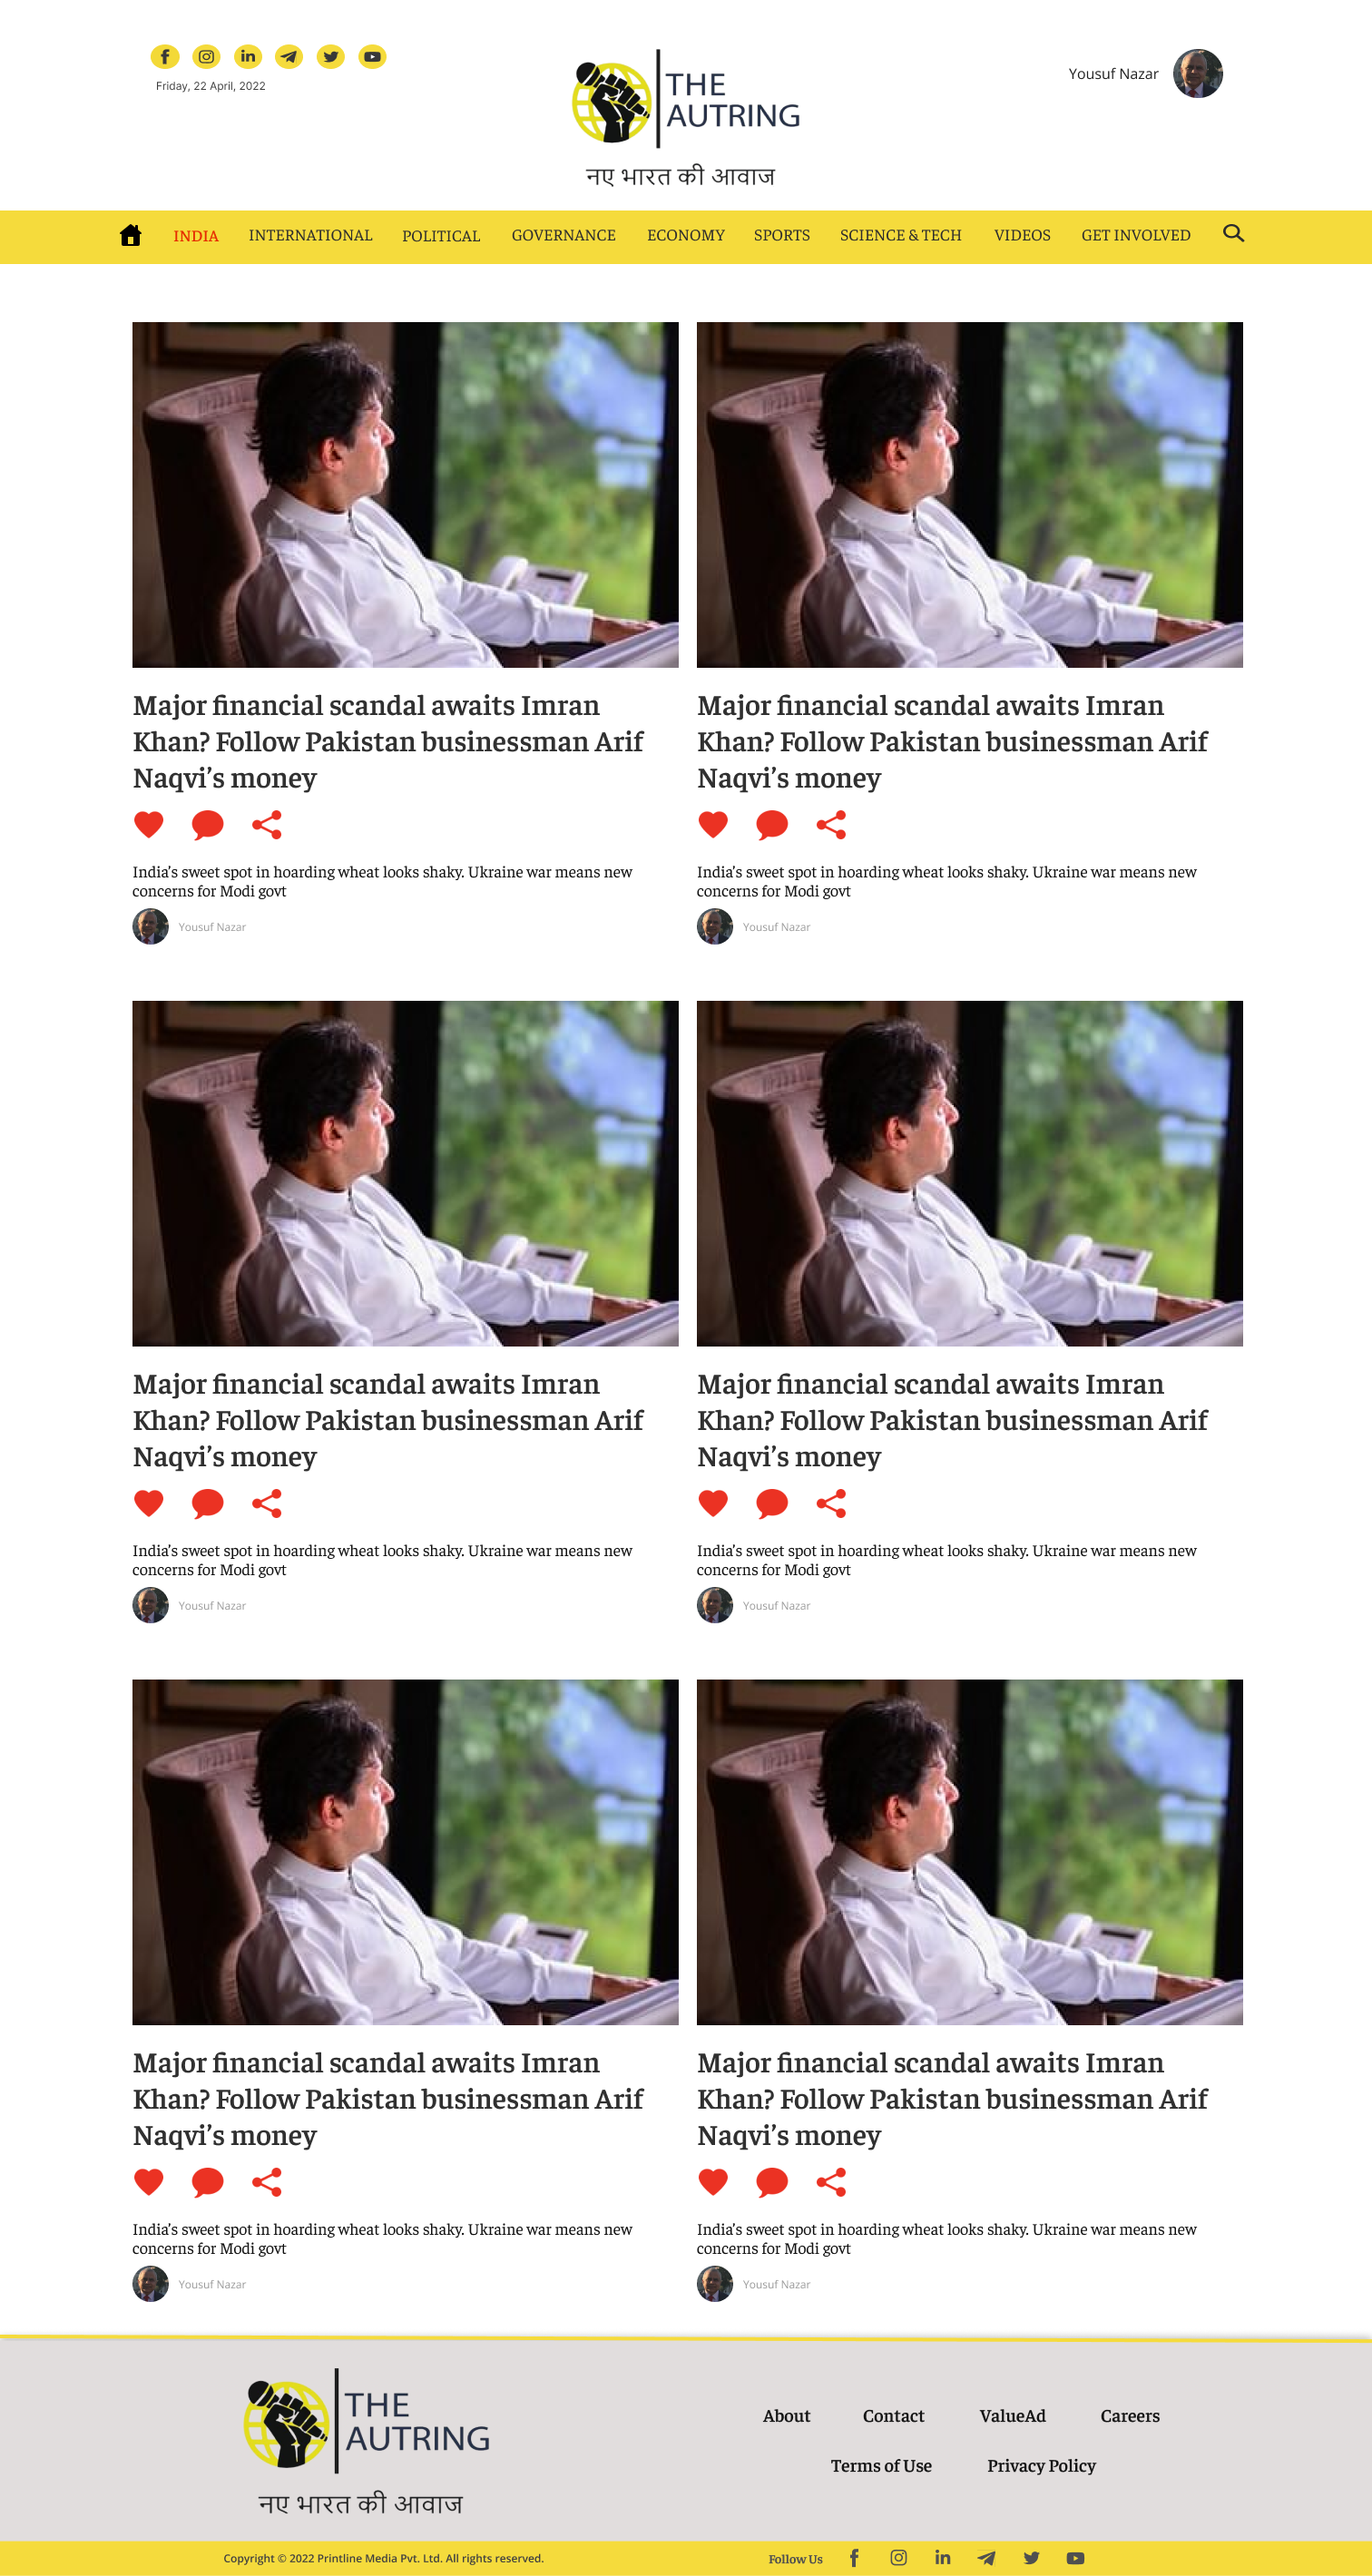 Friday, 22 April, 2022
THE
AUTRING
नए भारत की आवाज
Yousuf Nazar
INDIA INTERNATIONAL POLITICAL GOVERNANCE ECONOMY SPORTS SCIENCE & TECH VIDEOS GET INVOLVED
Major financial scandal awaits Imran
Khan? Follow Pakistan businessman Arif
Naqvi’s money
India’s sweet spot in hoarding wheat looks shaky. Ukraine war means new
concerns for Modi govt
Yousuf Nazar
Major financial scandal awaits Imran
Khan? Follow Pakistan businessman Arif
Naqvi’s money
India’s sweet spot in hoarding wheat looks shaky. Ukraine war means new
concerns for Modi govt
Yousuf Nazar
Major financial scandal awaits Imran
Khan? Follow Pakistan businessman Arif
Naqvi’s money
India’s sweet spot in hoarding wheat looks shaky. Ukraine war means new
concerns for Modi govt
Yousuf Nazar
Major financial scandal awaits Imran
Khan? Follow Pakistan businessman Arif
Naqvi’s money
India’s sweet spot in hoarding wheat looks shaky. Ukraine war means new
concerns for Modi govt
Yousuf Nazar
Major financial scandal awaits Imran
Khan? Follow Pakistan businessman Arif
Naqvi’s money
India’s sweet spot in hoarding wheat looks shaky. Ukraine war means new
concerns for Modi govt
Yousuf Nazar
Major financial scandal awaits Imran
Khan? Follow Pakistan businessman Arif
Naqvi’s money
India’s sweet spot in hoarding wheat looks shaky. Ukraine war means new
concerns for Modi govt
Yousuf Nazar
THE
AUTRING
नए भारत की आवाज
About Contact ValueAd Careers
Terms of Use Privacy Policy
Copyright © 2022 Printline Media Pvt. Ltd. All rights reserved.
Follow Us